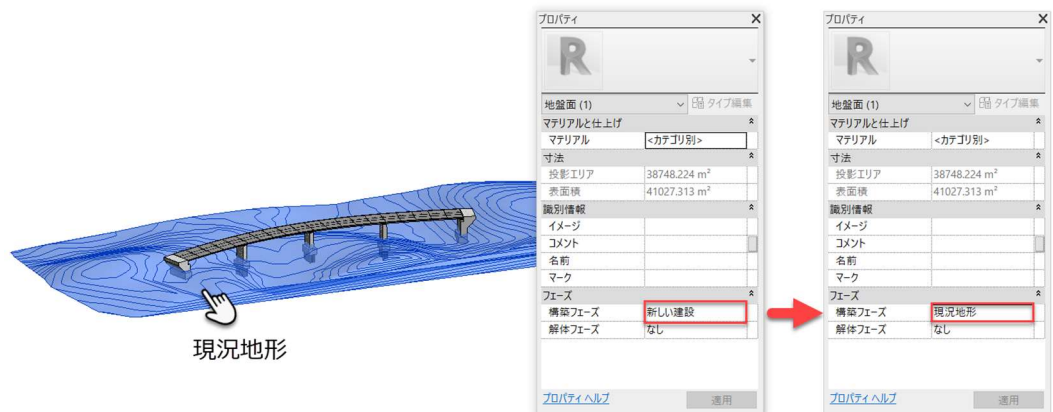 現況地形
プロパティ
X
R
地盤面 (1)
タイプ編集
マテリアルと仕上げ
マテリアル <カテゴリ別>
寸法
投影エリア 38748.224 m²
表面積 41027.313 m²
識別情報
イメージ
コメント
名前
マーク
フェーズ
構築フェーズ 新しい建設
解体フェーズ なし
プロパティ ヘルプ
適用
プロパティ
X
R
地盤面 (1)
タイプ編集
マテリアルと仕上げ
マテリアル <カテゴリ別>
寸法
投影エリア 38748.224 m²
表面積 41027.313 m²
識別情報
イメージ
コメント
名前
マーク
フェーズ
構築フェーズ 現況地形
解体フェーズ なし
プロパティ ヘルプ
適用